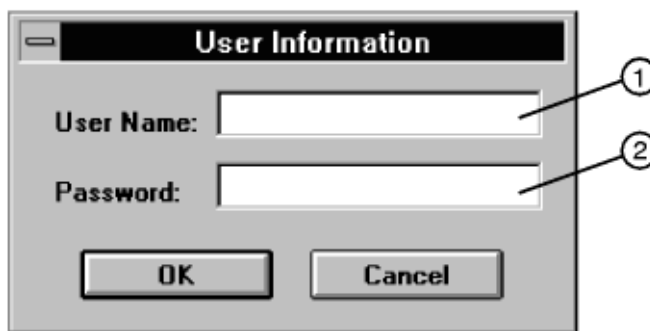 User Information
1
User Name:
2
Password:
OK Cancel